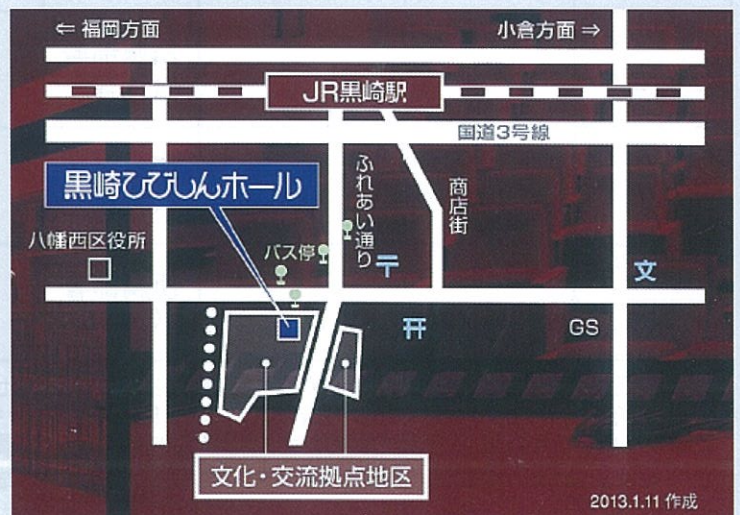 ⇐ 福岡方面
小倉方面 ⇒
JR黒崎駅
国道3号線
黒崎ひびしんホール
ふれあい通り
商店街
八幡西区役所
バス停
〒
文
GS
文化・交流拠点地区
2013.1.11 作成